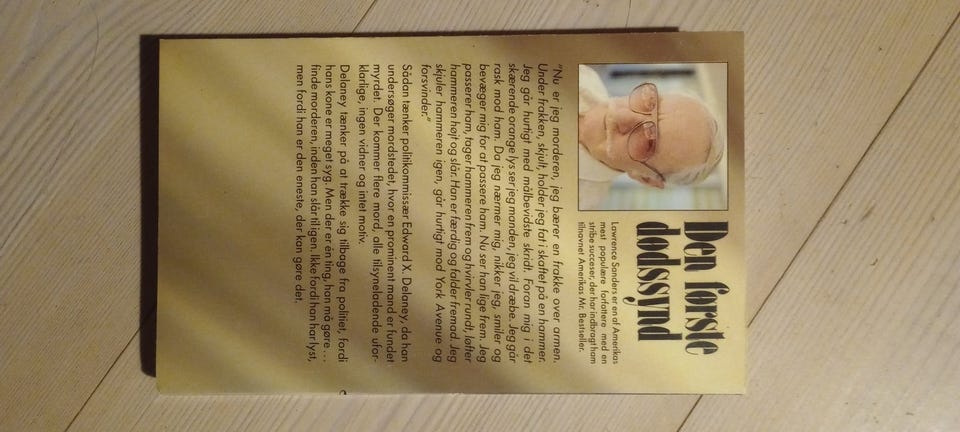 Den første
dødssynd
Lawrence Sanders er en af Amerikas
mest populære forfattere med en
stribe succeser, der har indbragt ham
tilnavnet Amerikas Mr. Bestseller.
"Nu er jeg morderen, jeg bærer en frakke over armen.
Under frakken, skjult, holder jeg fat i skaftet på en hammer.
Jeg går hurtigt med målbevidste skridt. Foran mig i det
skærende orange lys ser jeg manden, jeg vil dræbe. Jeg går
rask mod ham. Da jeg nærmer mig, nikker jeg, smiler og
bevæger mig for at passere ham. Nu ser han lige frem. Jeg
passerer ham, tager hammeren frem og hvirvler rundt, løfter
hammeren højt og slår. Han er færdig og falder fremad. Jeg
skjuler hammeren igen, går hurtigt mod York Avenue og
forsvinder."
Sådan tænker politikommissær Edward X. Delaney, da han
undersøger mordstedet, hvor en prominent mand er fundet
myrdet. Der kommer flere mord, alle tilsyneladende ufor-
klarlige, ingen vidner og intet motiv.
Delaney tænker på at trække sig tilbage fra politiet, fordi
hans kone er meget syg. Men der er én ting, han må gøre ...
finde morderen, inden han slår til igen. Ikke fordi han har lyst,
men fordi han er den eneste, der kan gøre det.